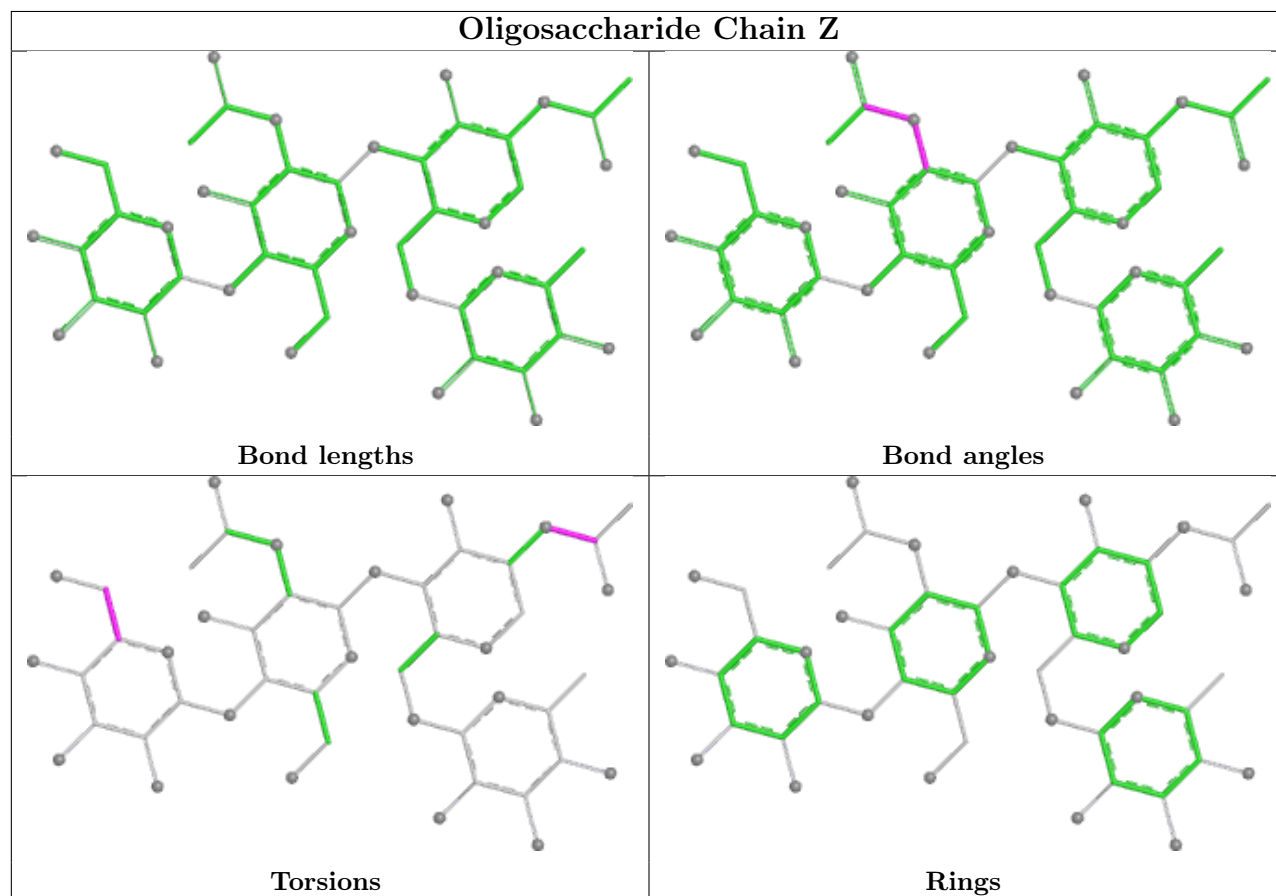 Oligosaccharide Chain Z
Bond lengths
Bond angles
Torsions
Rings